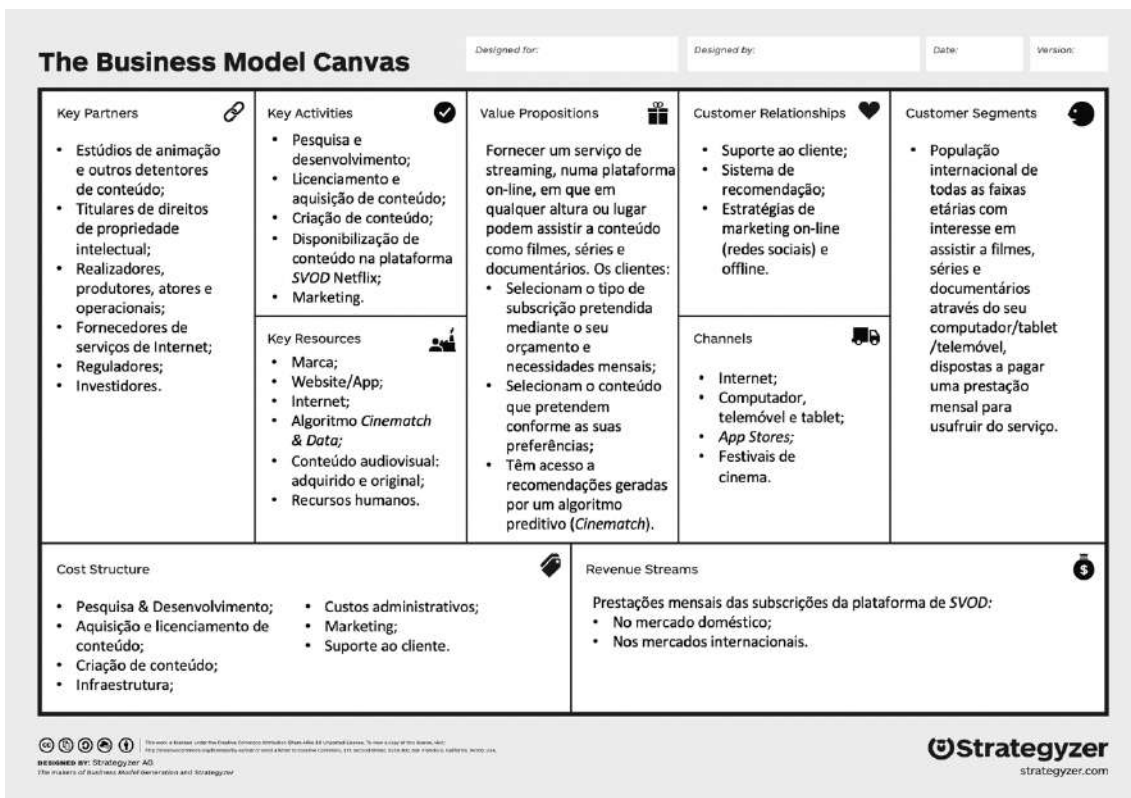 The Business Model Canvas
Designed for:
Designed by:
Date:
Version:
Key Partners
• Estúdios de animação
e outros detentores
de conteúdo;
• Titulares de direitos
de propriedade
intelectual;
• Realizadores,
produtores, atores e
operacionais;
• Fornecedores de
serviços de Internet;
• Reguladores;
• Investidores.
Key Activities
• Pesquisa e
desenvolvimento;
• Licenciamento e
aquisição de conteúdo;
• Criação de conteúdo;
• Disponibilização de
conteúdo na plataforma
SVOD Netflix;
• Marketing.
Key Resources
• Marca;
• Website/App;
• Internet;
• Algoritmo Cinematch
& Data;
• Conteúdo audiovisual:
adquirido e original;
• Recursos humanos.
Value Propositions
Fornecer um serviço de
streaming, numa plataforma
on-line, em que em
qualquer altura ou lugar
podem assistir a conteúdo
como filmes, séries e
documentários. Os clientes:
• Selecionam o tipo de
subscrição pretendida
mediante o seu
orçamento e
necessidades mensais;
• Selecionam o conteúdo
que pretendem
conforme as suas
preferências;
• Têm acesso a
recomendações geradas
por um algoritmo
preditivo (Cinematch).
Customer Relationships
• Suporte ao cliente;
• Sistema de
recomendação;
• Estratégias de
marketing on-line
(redes sociais) e
offline.
Channels
• Internet;
• Computador,
telemóvel e tablet;
• App Stores;
• Festivais de
cinema.
Customer Segments
• População
internacional de
todas as faixas
etárias com
interesse em
assistir a filmes,
séries e
documentários
através do seu
computador/tablet
/telemóvel,
dispostas a pagar
uma prestação
mensal para
usufruir do serviço.
Cost Structure
• Pesquisa & Desenvolvimento;
• Aquisição e licenciamento de
conteúdo;
• Criação de conteúdo;
• Infraestrutura;
• Custos administrativos;
• Marketing;
• Suporte ao cliente.
Revenue Streams
Prestações mensais das subscrições da plataforma de SVOD:
• No mercado doméstico;
• Nos mercados internacionais.
DESIGNED BY: Strategyzer AG
The makers of Business Model Generation and Strategyzer
Strategyzer
strategyzer.com